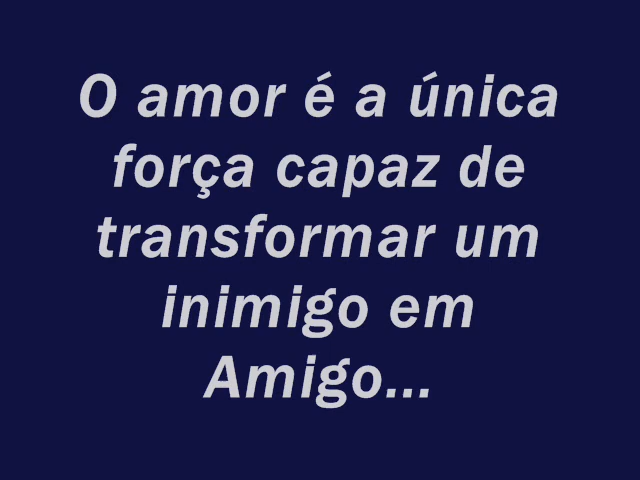 O amor é a única
força capaz de
transformar um
inimigo em
Amigo...